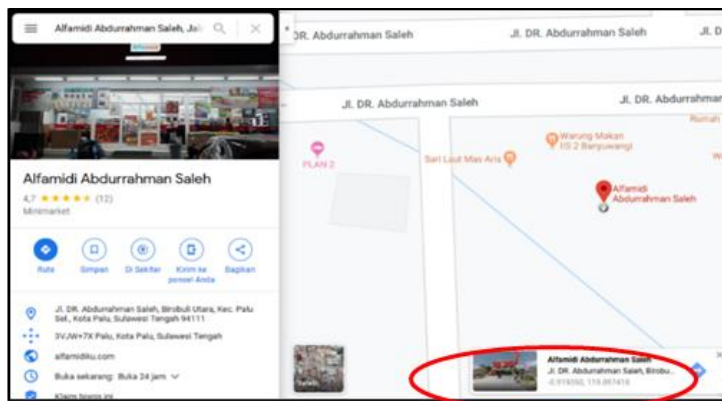 Alfamidi Abdurrahman Saleh, Jal
Alfamidi Abdurrahman Saleh
4,7 (12)
Minimarket
Rute
Simpan
Di Sekitar
Kirim ke ponsel Anda
Bagikan
Jl. DR. Abdurrahman Saleh, Birobuli Utara, Kec. Palu
Sel., Kota Palu, Sulawesi Tengah 94111
3VJW+7X Palu, Kota Palu, Sulawesi Tengah
alfamidiku.com
Buka sekarang: Buka 24 jam
Klaim bisnis ini
DR. Abdurrahman Saleh
Jl. DR. Abdurrahman Saleh
Jl. D
Jl. DR. Abdurrahman Saleh
Jl. DR. Abdurrahman
Rumah
PLAN 2
Sari Laut Mas Aris
Warung Makan
IIS 2 Banyuwangi
Alfamidi
Abdurrahman Saleh
Alfamidi Abdurrahman Saleh
Jl. DR. Abdurrahman Saleh, Birobu...